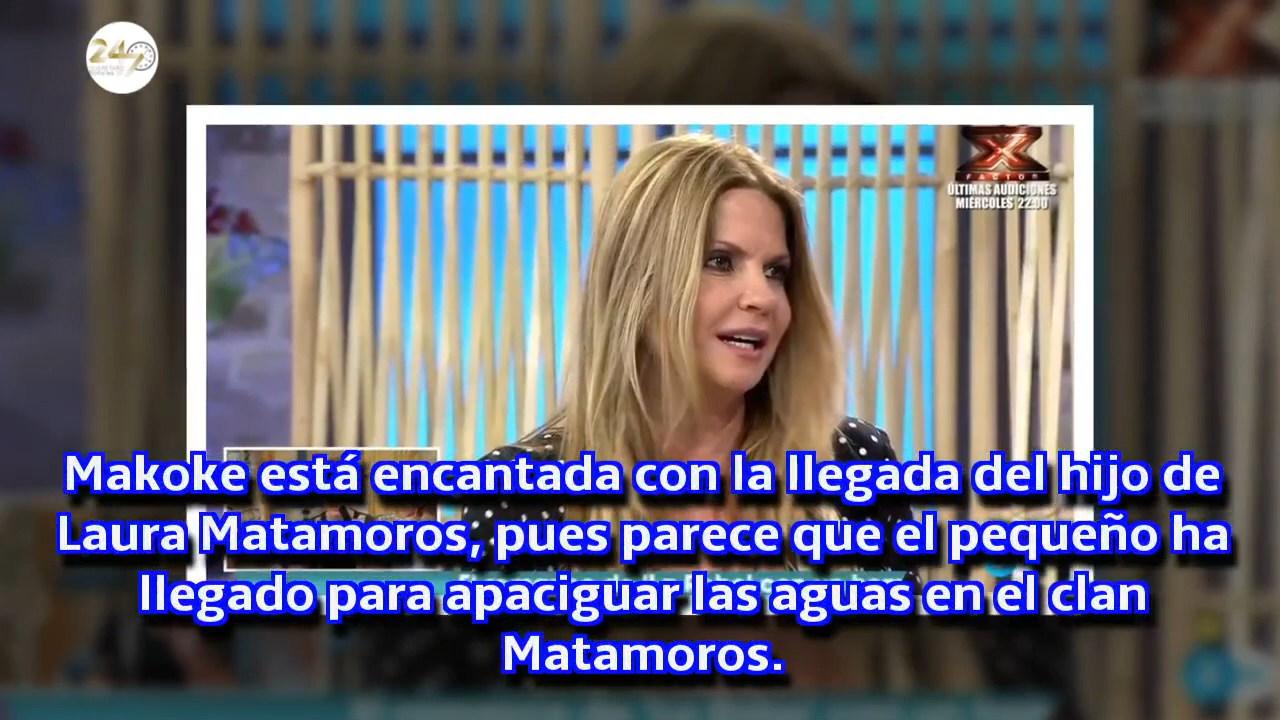 247
X
FACTOR
ÚLTIMAS AUDICIONES
MIÉRCOLES 22:00
Makoke está encantada con la llegada del hijo de
Laura Matamoros, pues parece que el pequeño ha
llegado para apaciguar las aguas en el clan
Matamoros.